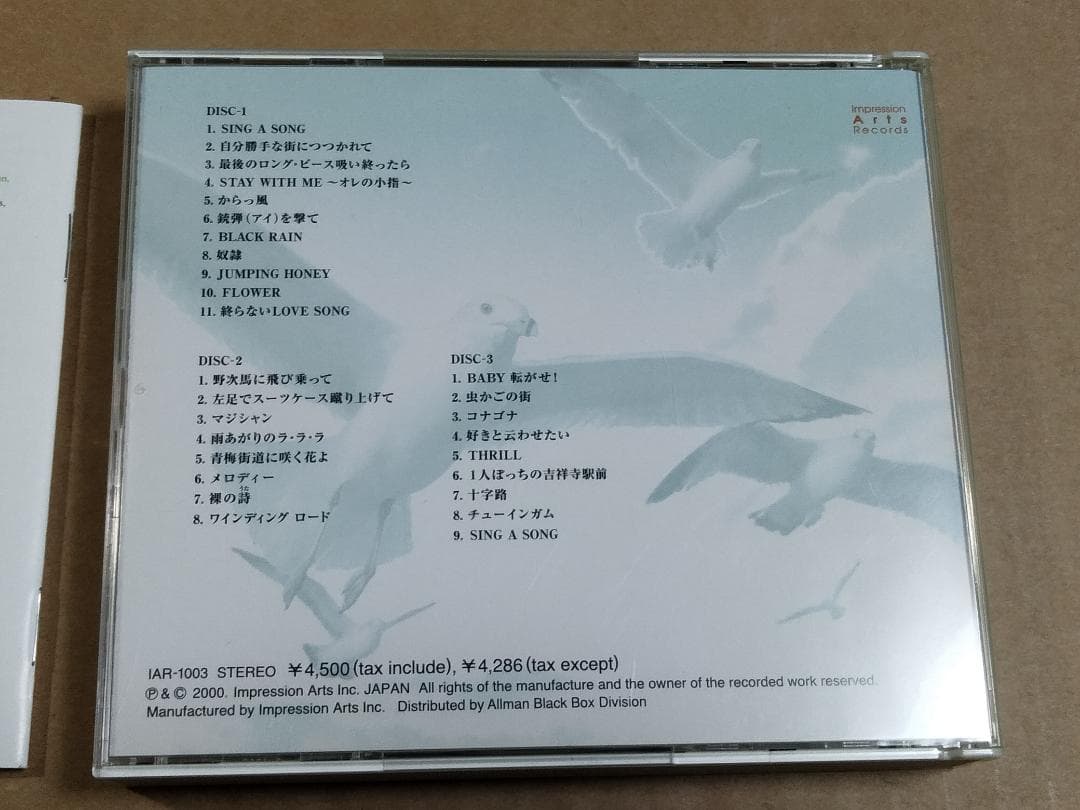 Impression
Arts
Records
DISC-1
1. SING A SONG
2. 自分勝手な街につつかれて
3. 最後のロング・ピース吸い終ったら
4. STAY WITH ME 〜オレの小指〜
5. からっ風
6. 銃弾(アイ)を撃て
7. BLACK RAIN
8. 奴隷
9. JUMPING HONEY
10. FLOWER
11. 終らないLOVE SONG
DISC-2
1. 野次馬に飛び乗って
2. 左足でスーツケース蹴り上げて
3. マジシャン
4. 雨あがりのラ・ラ・ラ
5. 青梅街道に咲く花よ
6. メロディー
うた
7. 裸の詩
8. ワインディング ロード
DISC-3
1. BABY 転がせ!
2. 虫かごの街
3. コナゴナ
4. 好きと云わせたい
5. THRILL
6. 1人ぼっちの吉祥寺駅前
7. 十字路
8. チューインガム
9. SING A SONG
IAR-1003 STEREO ¥4,500(tax include), ¥4,286(tax except)
℗ & © 2000. Impression Arts Inc. JAPAN All rights of the manufacture and the owner of the recorded work reserved.
Manufactured by Impression Arts Inc. Distributed by Allman Black Box Division